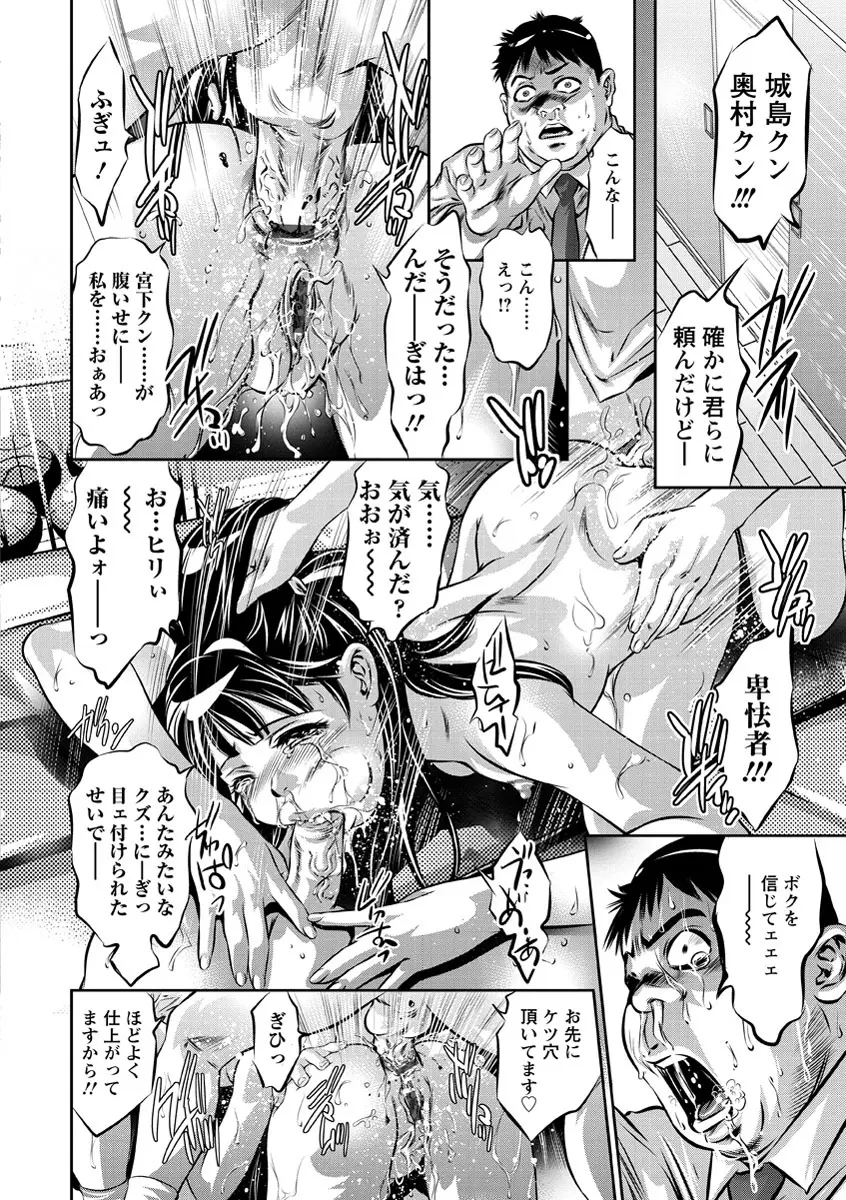 城島クン
奥村クン!!!
確かに君らに
頼んだけど―
こんな――
こん……
えっ!?
そうだった…
んだ――ぎはっ!!
ふぎュ!
宮下クン……が
腹いせに――
私を……おぁあっ
卑怯者!!!
気……
気が済んだ?
おおぉ〜〜
お…ヒリぃ
〜〜
痛いよォ――っ
あんたみたいな
クズ…に―ぎっ
目ェ付けられた
せいで――
ボクを
信じてェェェ
〜〜
お先に
ケツ穴
頂いてます♡
ぎひっ
ほどよく
仕上がって
ますから!!